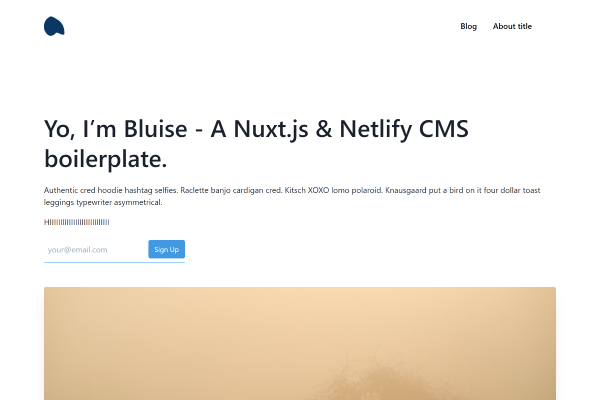 Blog
About title
Yo, I’m Bluise - A Nuxt.js & Netlify CMS
boilerplate.
Authentic cred hoodie hashtag selfies. Raclette banjo cardigan cred. Kitsch XOXO lomo polaroid. Knausgaard put a bird on it four dollar toast
leggings typewriter asymmetrical.
your@email.com
Sign Up